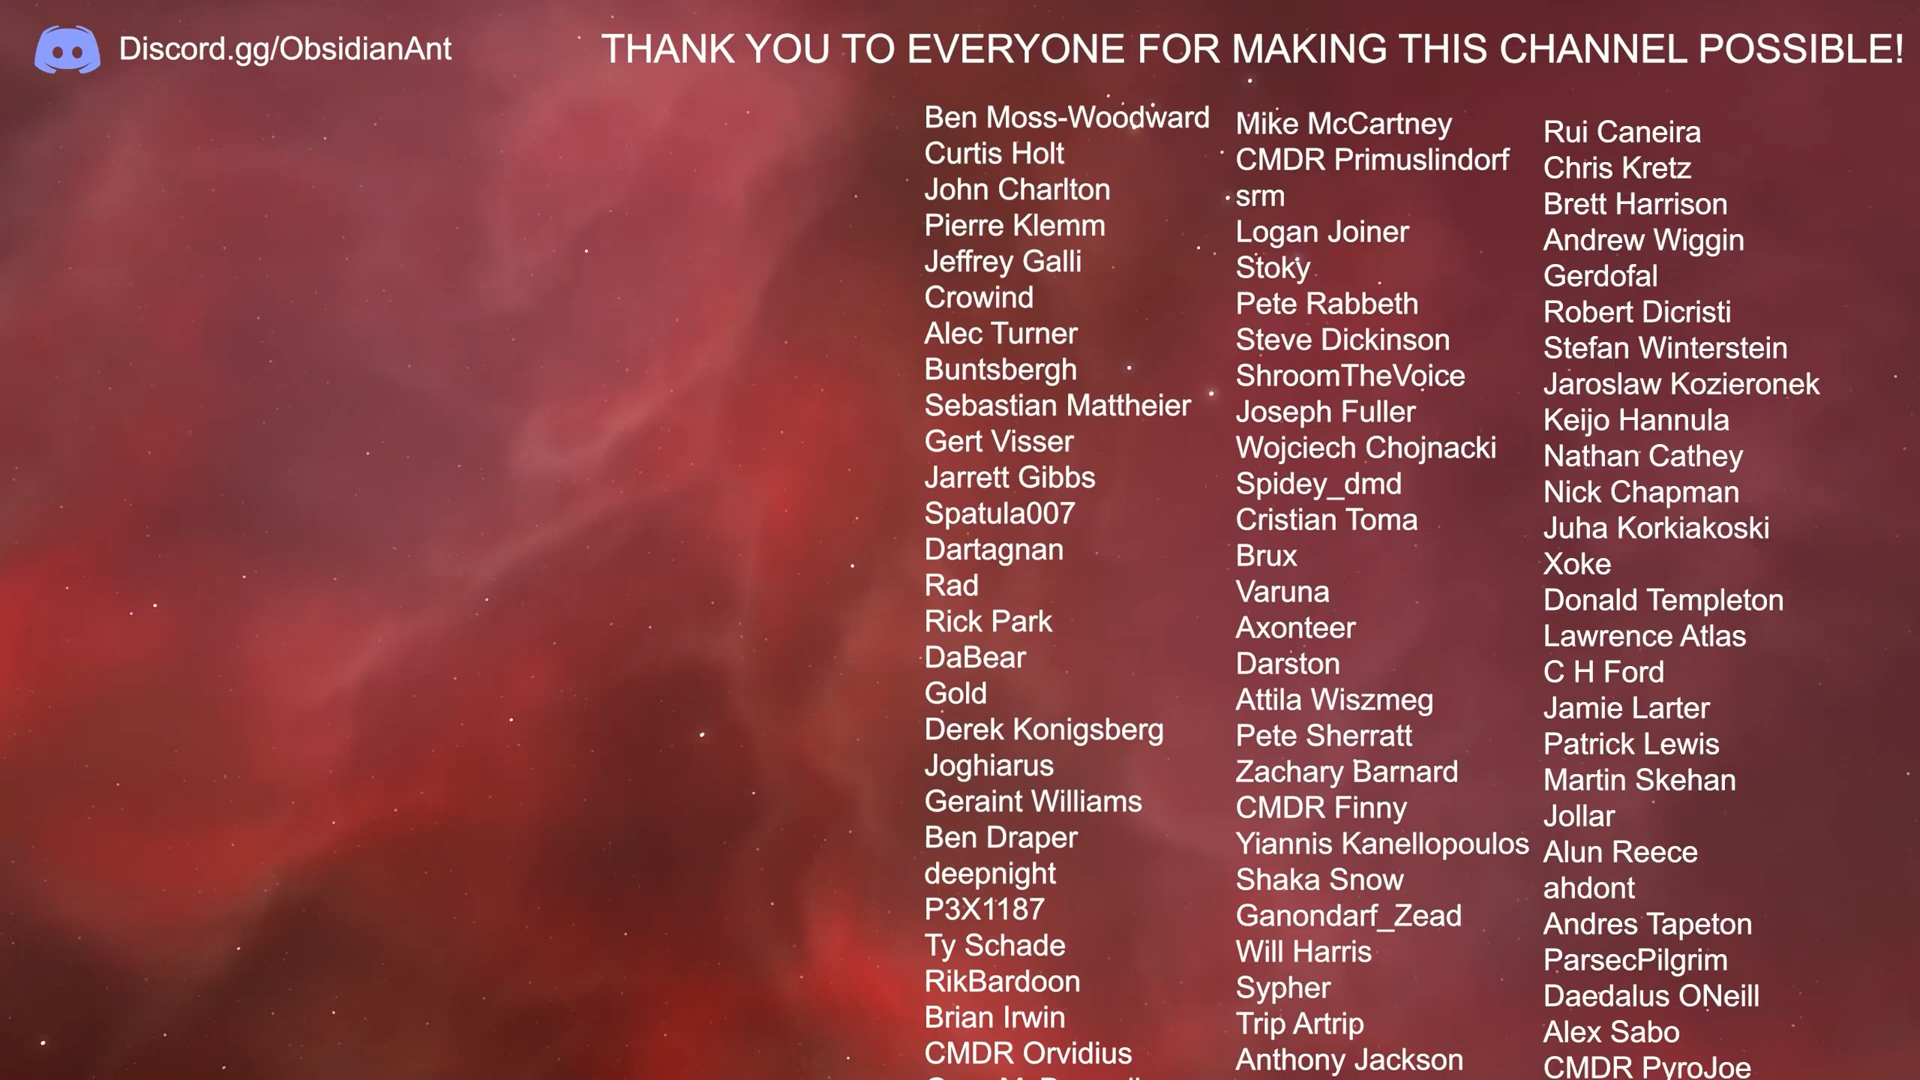 Discord.gg/ObsidianAnt
THANK YOU TO EVERYONE FOR MAKING THIS CHANNEL POSSIBLE!
Ben Moss-Woodward
Curtis Holt
John Charlton
Pierre Klemm
Jeffrey Galli
Crowind
Alec Turner
Buntsbergh
Sebastian Mattheier
Gert Visser
Jarrett Gibbs
Spatula007
Dartagnan
Rad
Rick Park
DaBear
Gold
Derek Konigsberg
Joghiarus
Geraint Williams
Ben Draper
deepnight
P3X1187
Ty Schade
RikBardoon
Brian Irwin
CMDR Orvidius
Mike McCartney
CMDR Primuslindorf
srm
Logan Joiner
Stoky
Pete Rabbeth
Steve Dickinson
ShroomTheVoice
Joseph Fuller
Wojciech Chojnacki
Spidey_dmd
Cristian Toma
Brux
Varuna
Axonteer
Darston
Attila Wiszmeg
Pete Sherratt
Zachary Barnard
CMDR Finny
Yiannis Kanellopoulos
Shaka Snow
Ganondarf_Zead
Will Harris
Sypher
Trip Artrip
Anthony Jackson
Rui Caneira
Chris Kretz
Brett Harrison
Andrew Wiggin
Gerdofal
Robert Dicristi
Stefan Winterstein
Jaroslaw Kozieronek
Keijo Hannula
Nathan Cathey
Nick Chapman
Juha Korkiakoski
Xoke
Donald Templeton
Lawrence Atlas
C H Ford
Jamie Larter
Patrick Lewis
Martin Skehan
Jollar
Alun Reece
ahdont
Andres Tapeton
ParsecPilgrim
Daedalus ONeill
Alex Sabo
CMDR PyroJoe